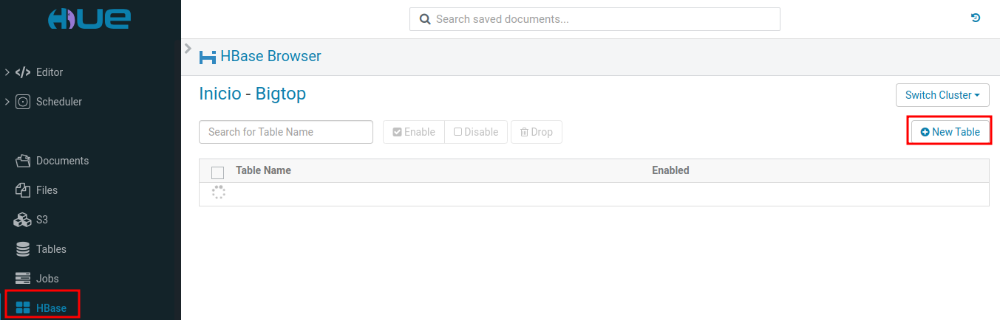 HUE
Search saved documents...
Editor
Scheduler
Documents
Files
S3
Tables
Jobs
HBase
HBase Browser
Inicio - Bigtop
Switch Cluster
Search for Table Name
Enable
Disable
Drop
New Table
Table Name
Enabled